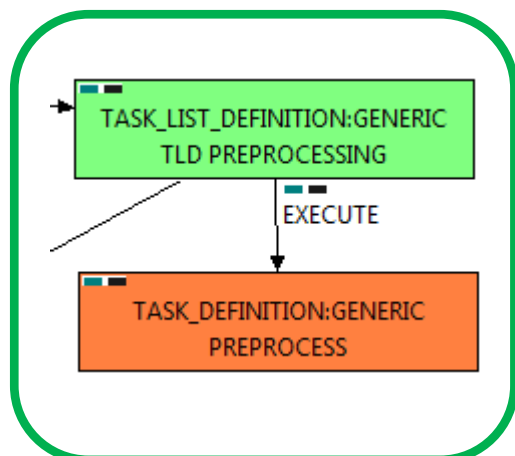 TASK_LIST_DEFINITION:GENERIC
TLD PREPROCESSING
EXECUTE
TASK_DEFINITION:GENERIC
PREPROCESS